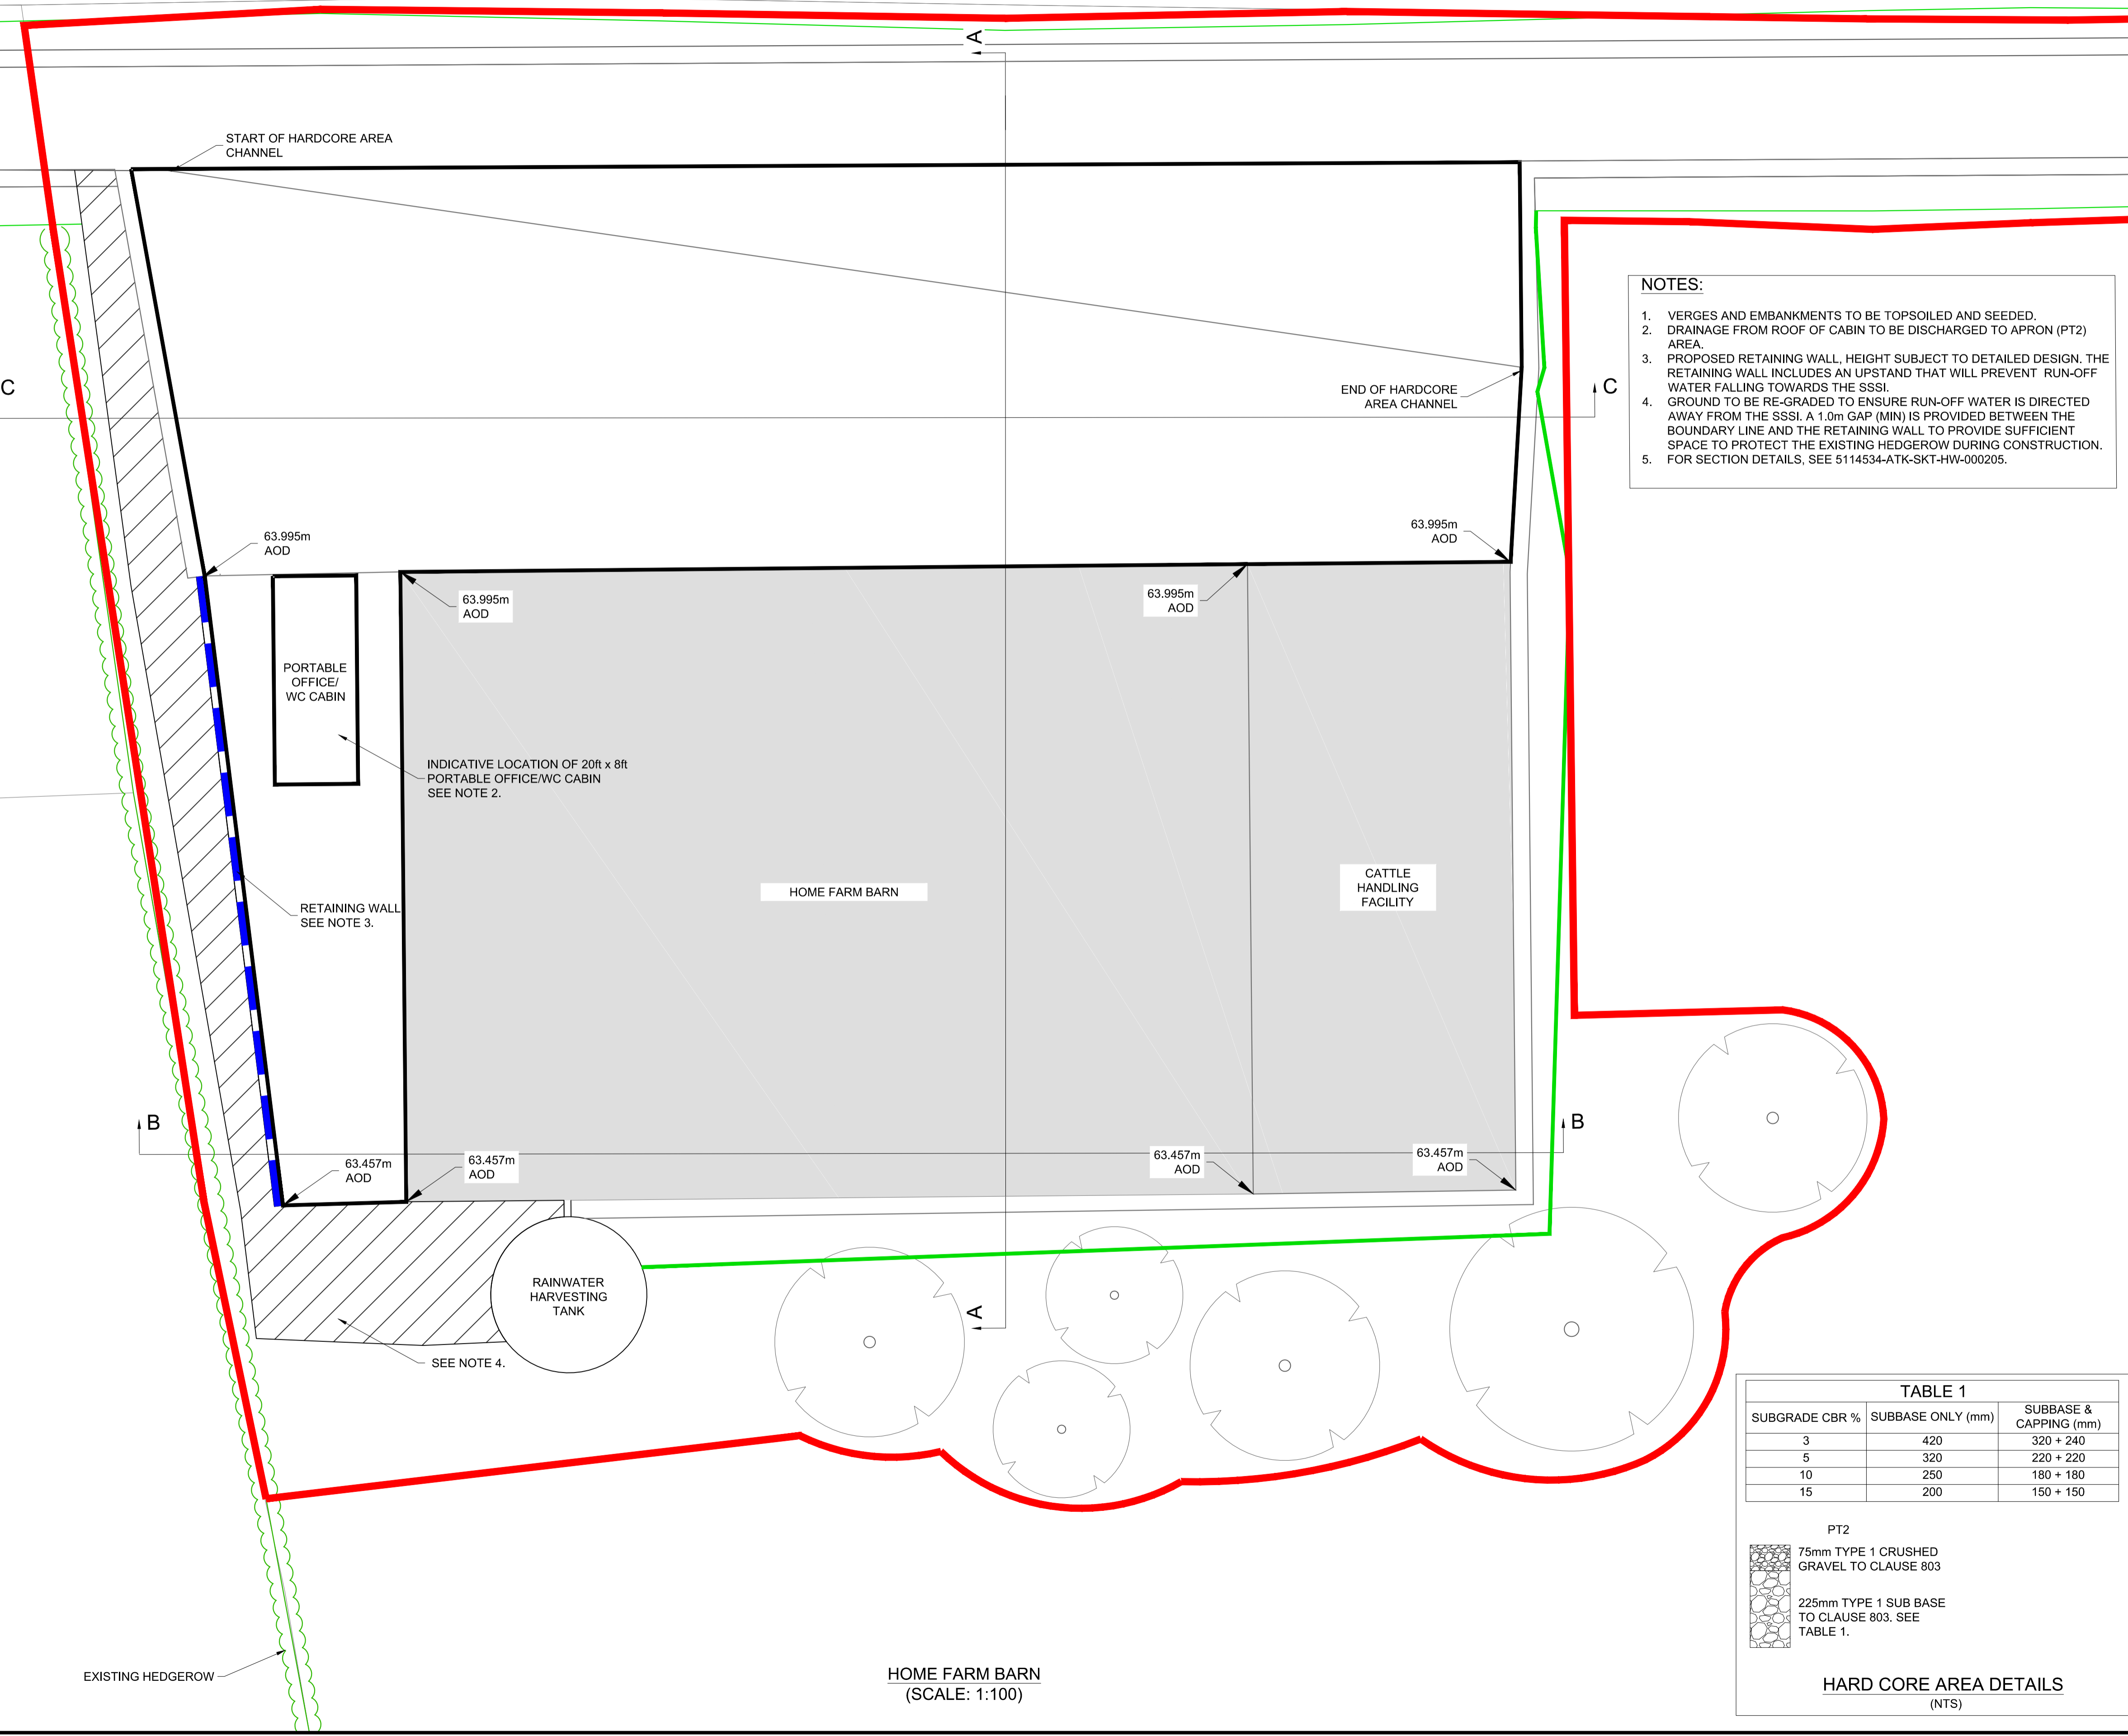 A
START OF HARDCORE AREA
CHANNEL
NOTES:
1. VERGES AND EMBANKMENTS TO BE TOPSOILED AND SEEDED.
2. DRAINAGE FROM ROOF OF CABIN TO BE DISCHARGED TO APRON (PT2)
AREA.
3. PROPOSED RETAINING WALL, HEIGHT SUBJECT TO DETAILED DESIGN. THE
RETAINING WALL INCLUDES AN UPSTAND THAT WILL PREVENT RUN-OFF
WATER FALLING TOWARDS THE SSSI.
4. GROUND TO BE RE-GRADED TO ENSURE RUN-OFF WATER IS DIRECTED
AWAY FROM THE SSSI. A 1.0m GAP (MIN) IS PROVIDED BETWEEN THE
BOUNDARY LINE AND THE RETAINING WALL TO PROVIDE SUFFICIENT
SPACE TO PROTECT THE EXISTING HEDGEROW DURING CONSTRUCTION.
5. FOR SECTION DETAILS, SEE 5114534-ATK-SKT-HW-000205.
C
END OF HARDCORE
AREA CHANNEL
C
63.995m
AOD
63.995m
AOD
63.995m
AOD
63.995m
AOD
PORTABLE
OFFICE/
WC CABIN
INDICATIVE LOCATION OF 20ft x 8ft
PORTABLE OFFICE/WC CABIN
SEE NOTE 2.
HOME FARM BARN
CATTLE
HANDLING
FACILITY
RETAINING WALL
SEE NOTE 3.
B
B
63.457m
AOD
63.457m
AOD
63.457m
AOD
63.457m
AOD
RAINWATER
HARVESTING
TANK
A
SEE NOTE 4.
TABLE 1
SUBGRADE CBR % SUBBASE ONLY (mm) SUBBASE &
CAPPING (mm)
3 420 320 + 240
5 320 220 + 220
10 250 180 + 180
15 200 150 + 150
PT2
75mm TYPE 1 CRUSHED
GRAVEL TO CLAUSE 803
225mm TYPE 1 SUB BASE
TO CLAUSE 803. SEE
TABLE 1.
HARD CORE AREA DETAILS
(NTS)
EXISTING HEDGEROW
HOME FARM BARN
(SCALE: 1:100)